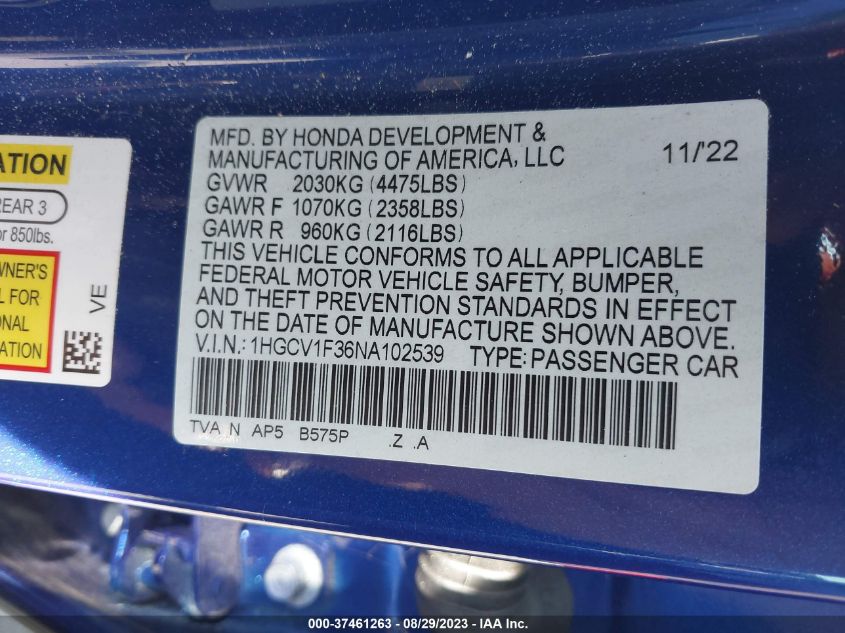 ATION
REAR 3
or 850lbs.
WNER'S
L FOR
ONAL
ATION
VE
MFD. BY HONDA DEVELOPMENT &
MANUFACTURING OF AMERICA, LLC 11/'22
GVWR 2030KG (4475LBS)
GAWR F 1070KG (2358LBS)
GAWR R 960KG (2116LBS)
THIS VEHICLE CONFORMS TO ALL APPLICABLE
FEDERAL MOTOR VEHICLE SAFETY, BUMPER,
AND THEFT PREVENTION STANDARDS IN EFFECT
ON THE DATE OF MANUFACTURE SHOWN ABOVE.
V.I.N.: 1HGCV1F36NA102539 TYPE: PASSENGER CAR
TVA N AP5 B575P .Z .A
000-37461263 - 08/29/2023 - IAA Inc.